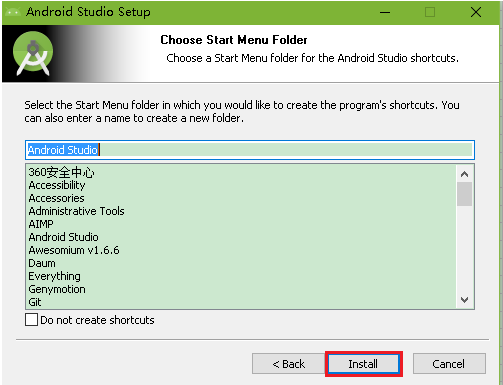 Android Studio Setup
Choose Start Menu Folder
Choose a Start Menu folder for the Android Studio shortcuts.
Select the Start Menu folder in which you would like to create the program's shortcuts. You
can also enter a name to create a new folder.
Android Studio
360安全中心
Accessibility
Accessories
Administrative Tools
AIMP
Android Studio
Awesomium v1.6.6
Daum
Everything
Genymotion
Git
Do not create shortcuts
< Back
Install
Cancel